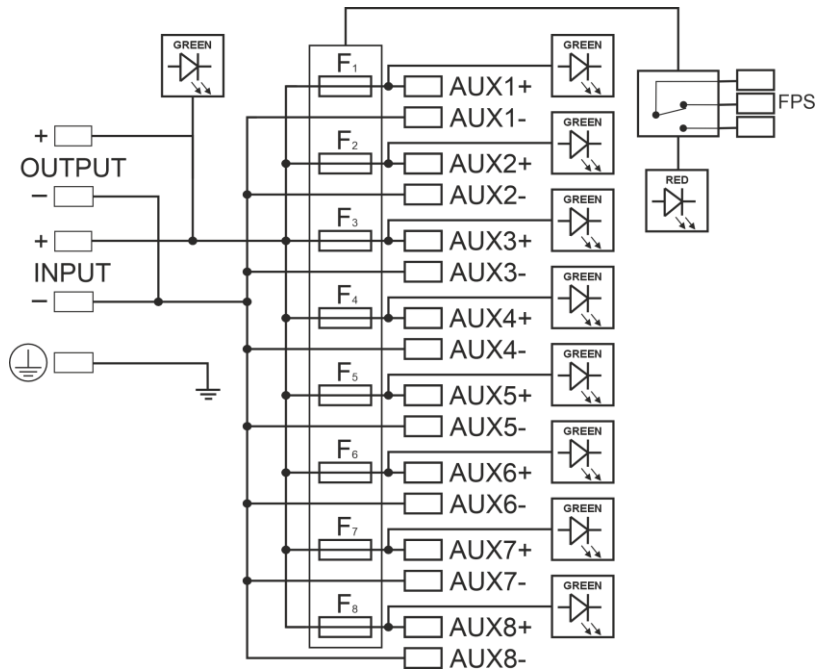 GREEN
+
OUTPUT
−
+
INPUT
−
F₁
AUX1+
AUX1-
GREEN
F₂
AUX2+
AUX2-
GREEN
F₃
AUX3+
AUX3-
GREEN
F₄
AUX4+
AUX4-
GREEN
F₅
AUX5+
AUX5-
GREEN
F₆
AUX6+
AUX6-
GREEN
F₇
AUX7+
AUX7-
GREEN
F₈
AUX8+
AUX8-
GREEN
FPS
RED